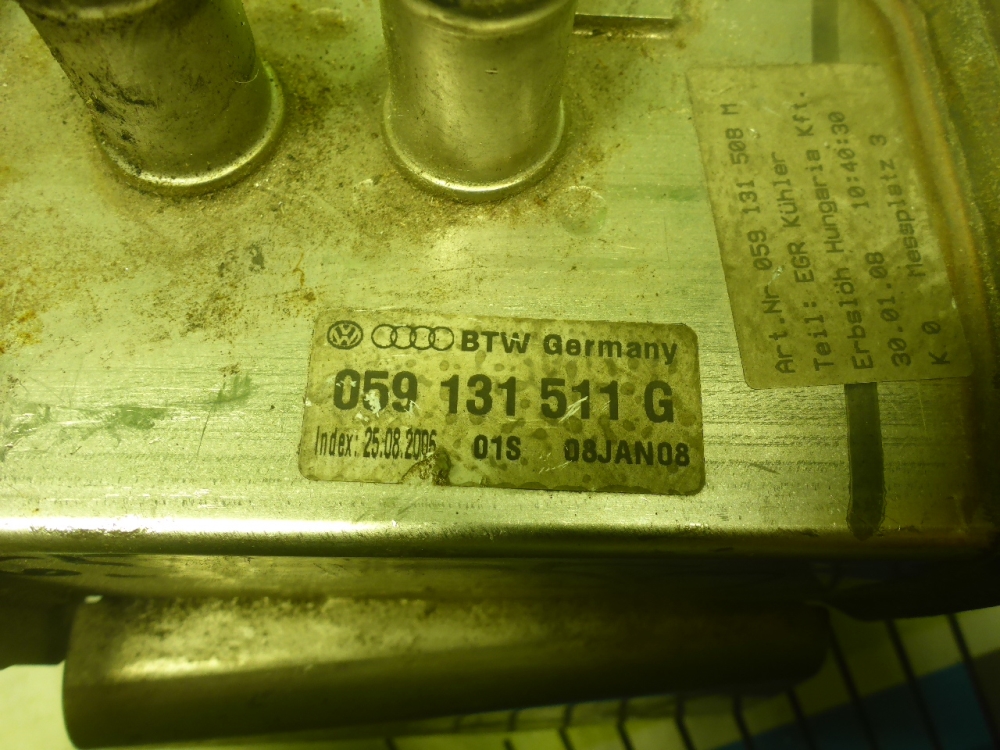 BTW Germany
059 131 511 G
Index: 25.08.2006 01S 08JAN08
Art.Nr 059 131 508 M
Teil: EGR Kühler
Erbslöh Hungaria Kft.
30.01.08 10:40:30
Messplatz 3
K 0